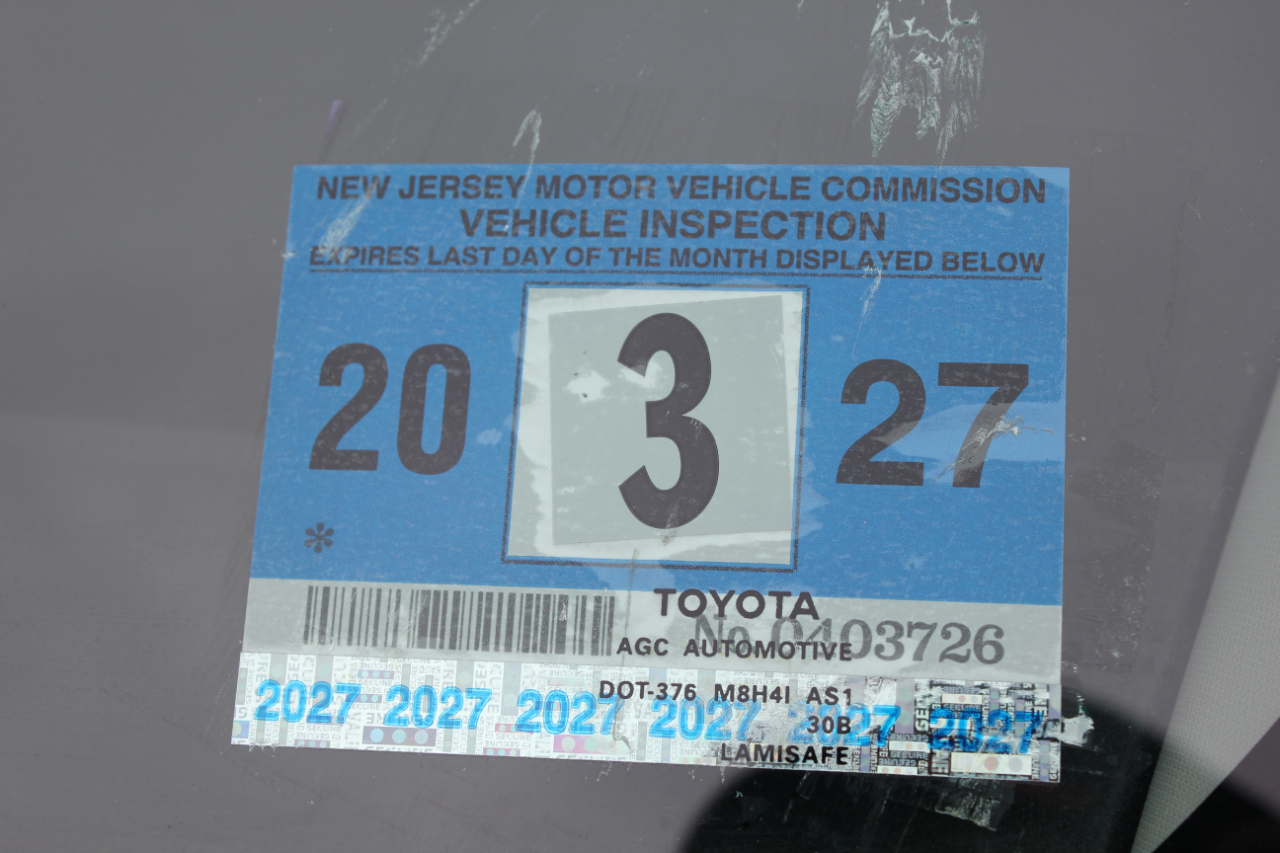 NEW JERSEY MOTOR VEHICLE COMMISSION
VEHICLE INSPECTION
EXPIRES LAST DAY OF THE MONTH DISPLAYED BELOW
20 3 27
*
TOYOTA
No 0403726
AGC AUTOMOTIVE
DOT-376 M8H4I AS1
2027 2027 2027 2027 2027 2027
30B
LAMISAFE